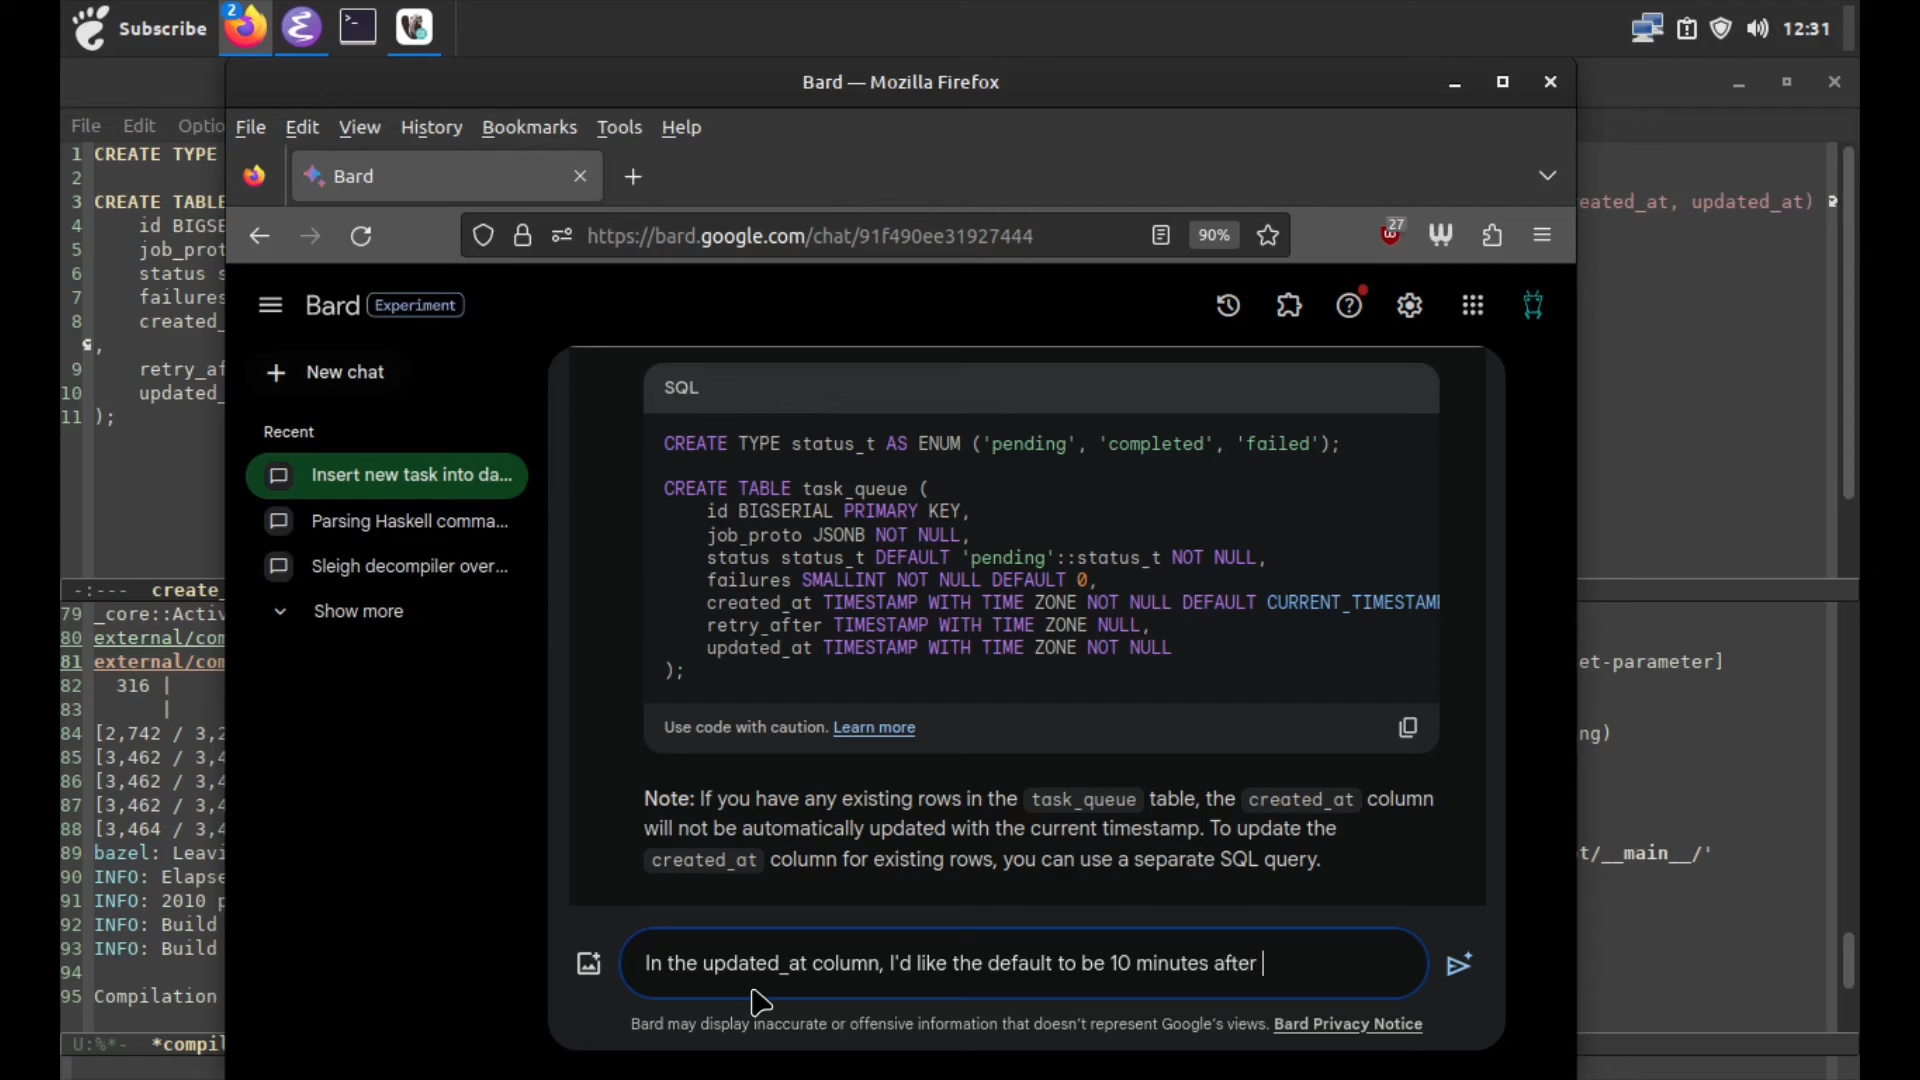 Subscribe
2
12:31
Bard — Mozilla Firefox
File Edit Optio
File Edit View History Bookmarks Tools Help
Bard
https://bard.google.com/chat/91f490ee31927444
90%
27
1 CREATE TYPE
2
3 CREATE TABLE
4 id BIGSE
5 job_prot
6 status s
7 failures
8 created_
,
9 retry_af
10 updated_
11 );
eated_at, updated_at)
-:--- create_
79 _core::Activ
80 external/com
81 external/com
82 316 |
83 |
84 [2,742 / 3,2
85 [3,462 / 3,4
86 [3,462 / 3,4
87 [3,462 / 3,4
88 [3,464 / 3,4
89 bazel: Leavi
90 INFO: Elapse
91 INFO: 2010 p
92 INFO: Build
93 INFO: Build
94
95 Compilation
U:%*- *compil
et-parameter]
ng)
t/__main__/'
Bard Experiment
New chat
Recent
Insert new task into da...
Parsing Haskell comma...
Sleigh decompiler over...
Show more
SQL
CREATE TYPE status_t AS ENUM ('pending', 'completed', 'failed');
CREATE TABLE task_queue (
id BIGSERIAL PRIMARY KEY,
job_proto JSONB NOT NULL,
status status_t DEFAULT 'pending'::status_t NOT NULL,
failures SMALLINT NOT NULL DEFAULT 0,
created_at TIMESTAMP WITH TIME ZONE NOT NULL DEFAULT CURRENT_TIMESTAMP
retry_after TIMESTAMP WITH TIME ZONE NULL,
updated_at TIMESTAMP WITH TIME ZONE NOT NULL
);
Use code with caution. Learn more
Note: If you have any existing rows in the task_queue table, the created_at column
will not be automatically updated with the current timestamp. To update the
created_at column for existing rows, you can use a separate SQL query.
In the updated_at column, I'd like the default to be 10 minutes after
Bard may display inaccurate or offensive information that doesn't represent Google's views. Bard Privacy Notice